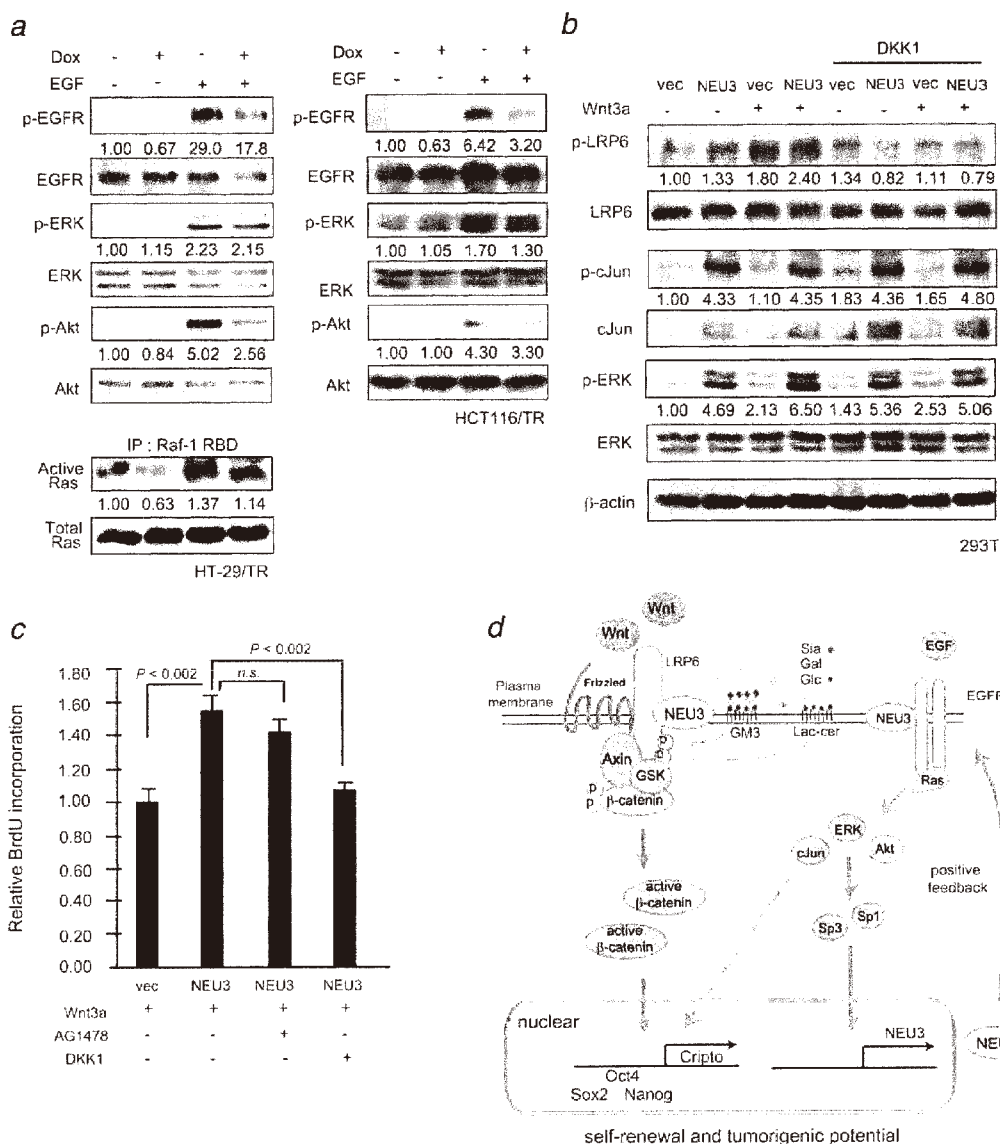 a
Dox - + - +
EGF - - + +
p-EGFR
1.00 0.67 29.0 17.8
EGFR
p-ERK
1.00 1.15 2.23 2.15
ERK
p-Akt
1.00 0.84 5.02 2.56
Akt
IP : Raf-1 RBD
Active
Ras
1.00 0.63 1.37 1.14
Total
Ras
HT-29/TR
Dox - + - +
EGF - - + +
p-EGFR
1.00 0.63 6.42 3.20
EGFR
p-ERK
1.00 1.05 1.70 1.30
ERK
p-Akt
1.00 1.00 4.30 3.30
Akt
HCT116/TR
b
DKK1
vec NEU3 vec NEU3 vec NEU3 vec NEU3
Wnt3a + + + +
p-LRP6
1.00 1.33 1.80 2.40 1.34 0.82 1.11 0.79
LRP6
p-cJun
1.00 4.33 1.10 4.35 1.83 4.36 1.65 4.80
cJun
p-ERK
1.00 4.69 2.13 6.50 1.43 5.36 2.53 5.06
ERK
β-actin
293T
c
Relative BrdU incorporation
1.80
1.60
1.40
1.20
1.00
0.80
0.60
0.40
0.20
0.00
P < 0.002
P < 0.002
n.s.
vec NEU3 NEU3 NEU3
Wnt3a + + + +
AG1478 - - + -
DKK1 - - - +
d
Wnt
Wnt
LRP6
Frizzled
Plasma
membrane
NEU3
GM3
Sia
Gal
Glc
Lac-cer
EGF
EGFR
NEU3
Ras
Axin
GSK
p
p
β-catenin
p
p
active
β-catenin
active
β-catenin
ERK
cJun
Akt
Sp3
Sp1
positive
feedback
nuclear
Cripto
Oct4
Sox2 Nanog
NEU3
NEU
self-renewal and tumorigenic potential